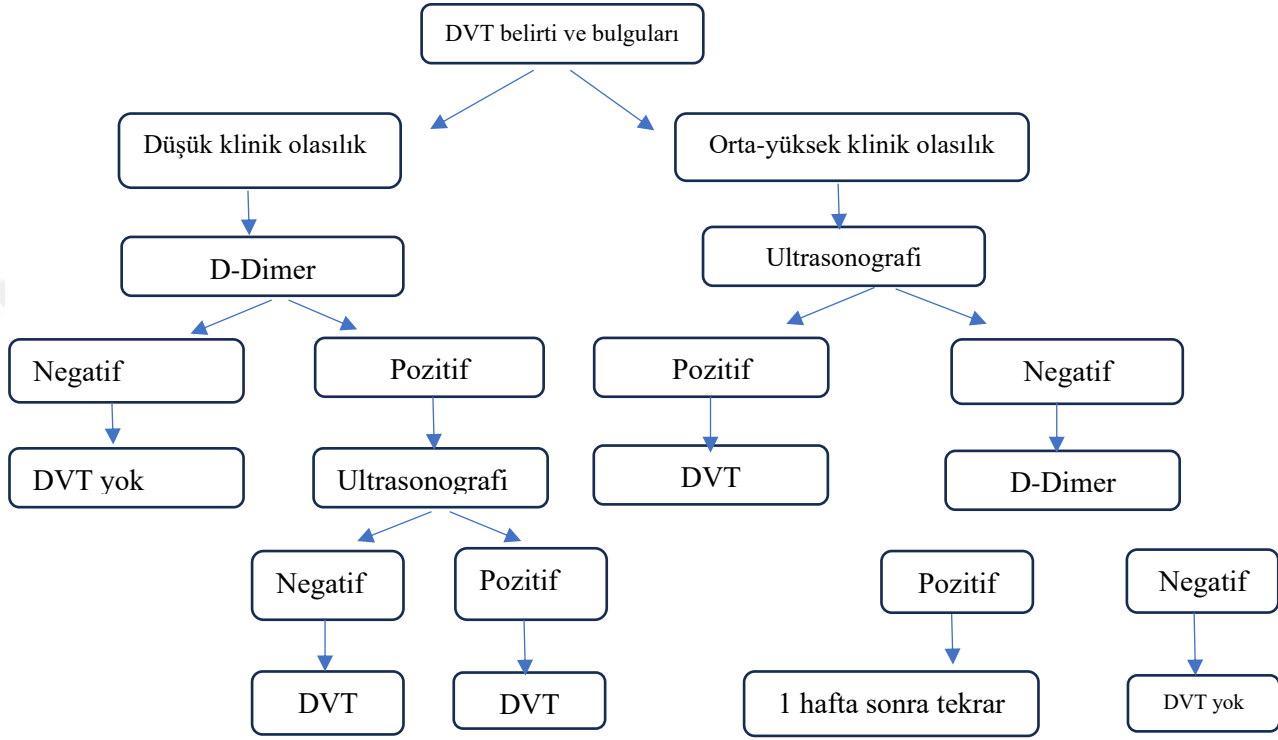 DVT belirti ve bulguları
Düşük klinik olasılık
Orta-yüksek klinik olasılık
D-Dimer
Ultrasonografi
Negatif
Pozitif
Pozitif
Negatif
DVT yok
Ultrasonografi
DVT
D-Dimer
Negatif
Pozitif
Pozitif
Negatif
DVT
DVT
1 hafta sonra tekrar
DVT yok